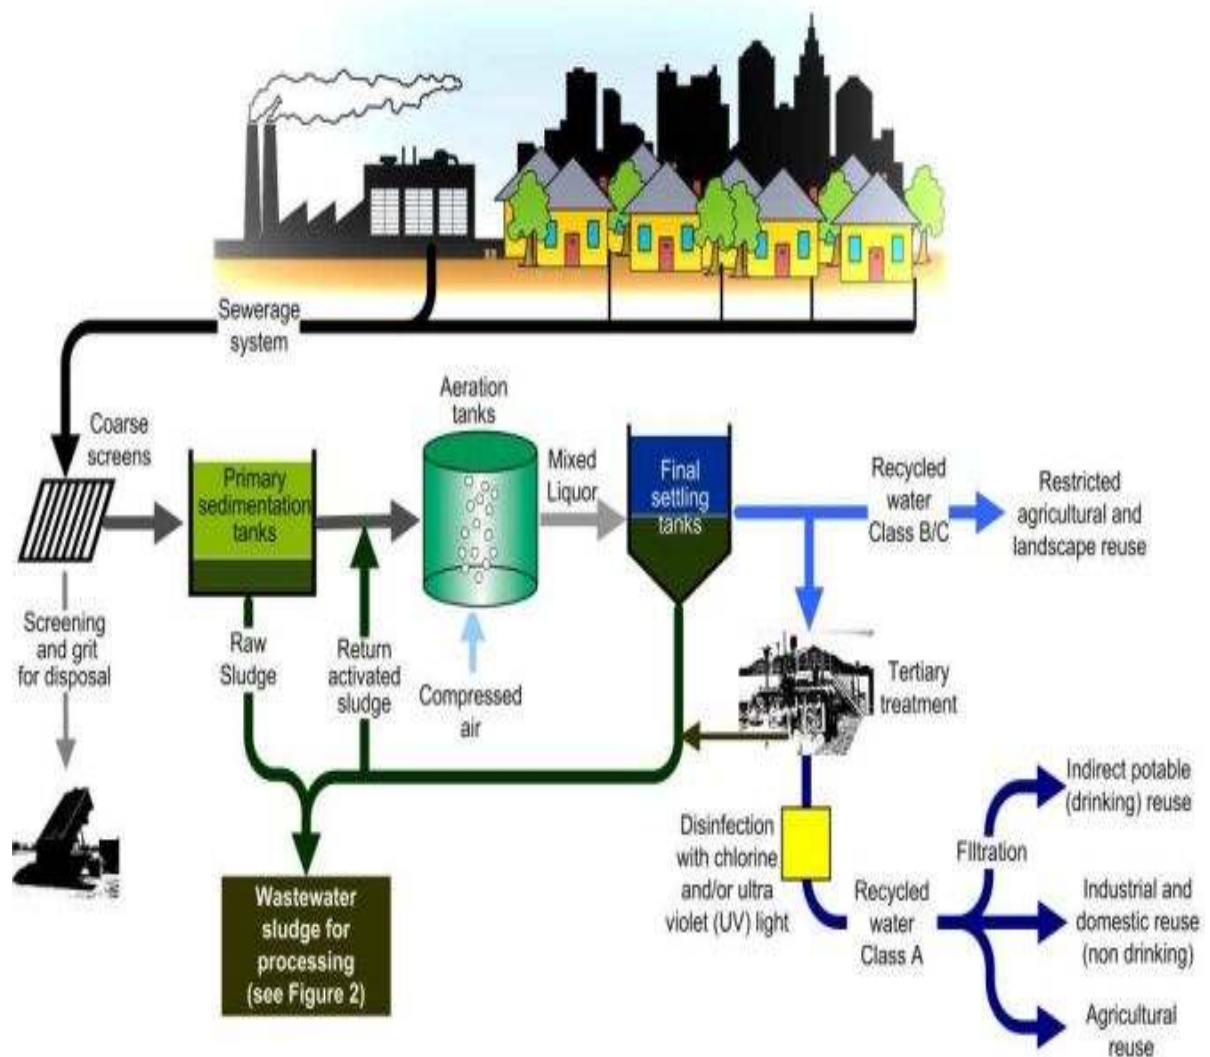 Sewerage
system
Coarse
screens
Primary
sedimentation
tanks
Aeration
tanks
Mixed
Liquor
Final
settling
tanks
Recycled
water
Class B/C
Restricted
agricultural and
landscape reuse
Screening
and grit
for disposal
Raw
Sludge
Return
activated
sludge
Compressed
air
Tertiary
treatment
Wastewater
sludge for
processing
(see Figure 2)
Disinfection
with chlorine
and/or ultra
violet (UV) light
Recycled
water
Class A
FIltration
Indirect potable
(drinking) reuse
Industrial and
domestic reuse
(non drinking)
Agricultural
reuse